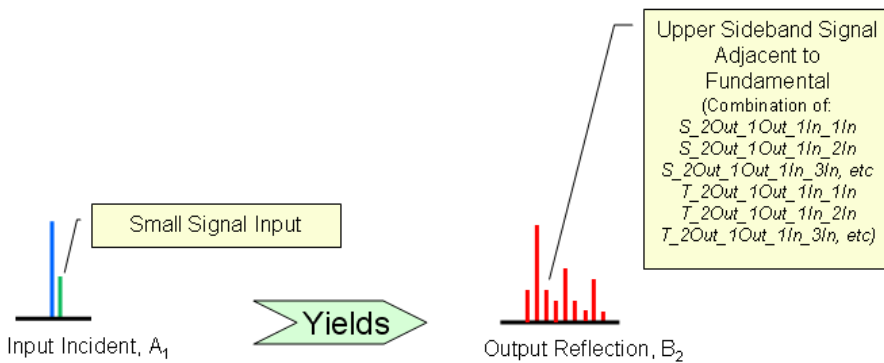 Upper Sideband Signal
Adjacent to
Fundamental
(Combination of:
S_2Out_1Out_1In_1In
S_2Out_1Out_1In_2In
S_2Out_1Out_1In_3In, etc
T_2Out_1Out_1In_1In
T_2Out_1Out_1In_2In
T_2Out_1Out_1In_3In, etc)
Small Signal Input
Yields
Input Incident, A1
Output Reflection, B2